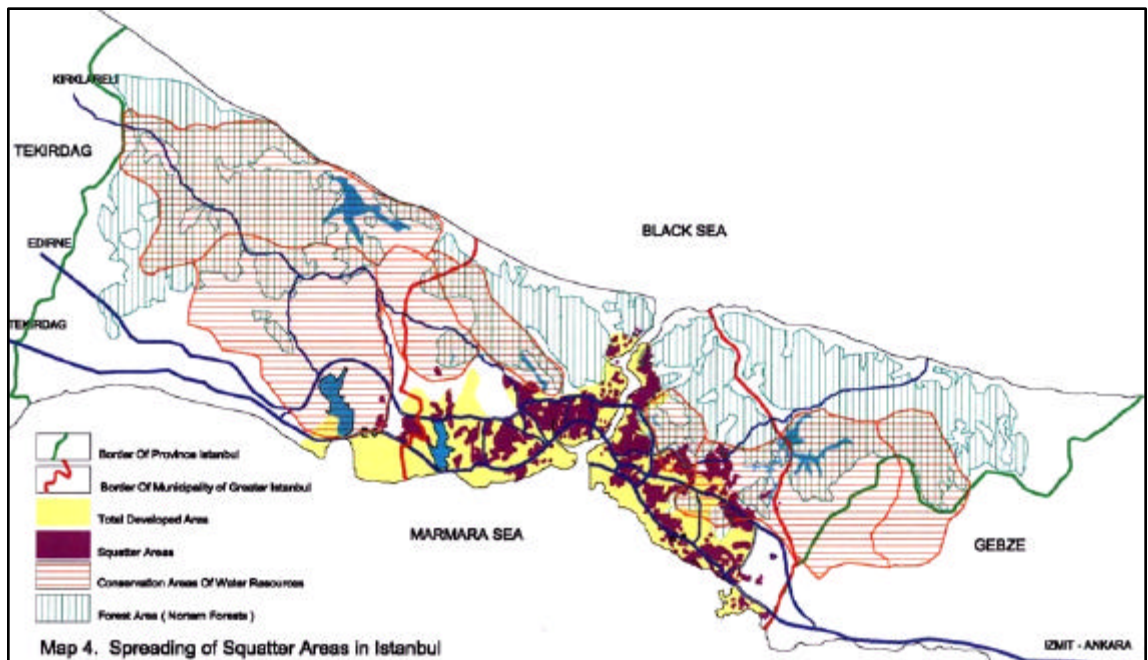 KIRKLARELI
TEKIRDAG
BLACK SEA
EDIRNE
TEKIRDAG
MARMARA SEA
GEBZE
IZMIT - ANKARA
Border Of Province Istanbul
Border Of Municipality of Greater Istanbul
Total Developed Area
Squatter Areas
Conservation Areas Of Water Resources
Forest Area ( Nortern Forests )
Map 4. Spreading of Squatter Areas in Istanbul